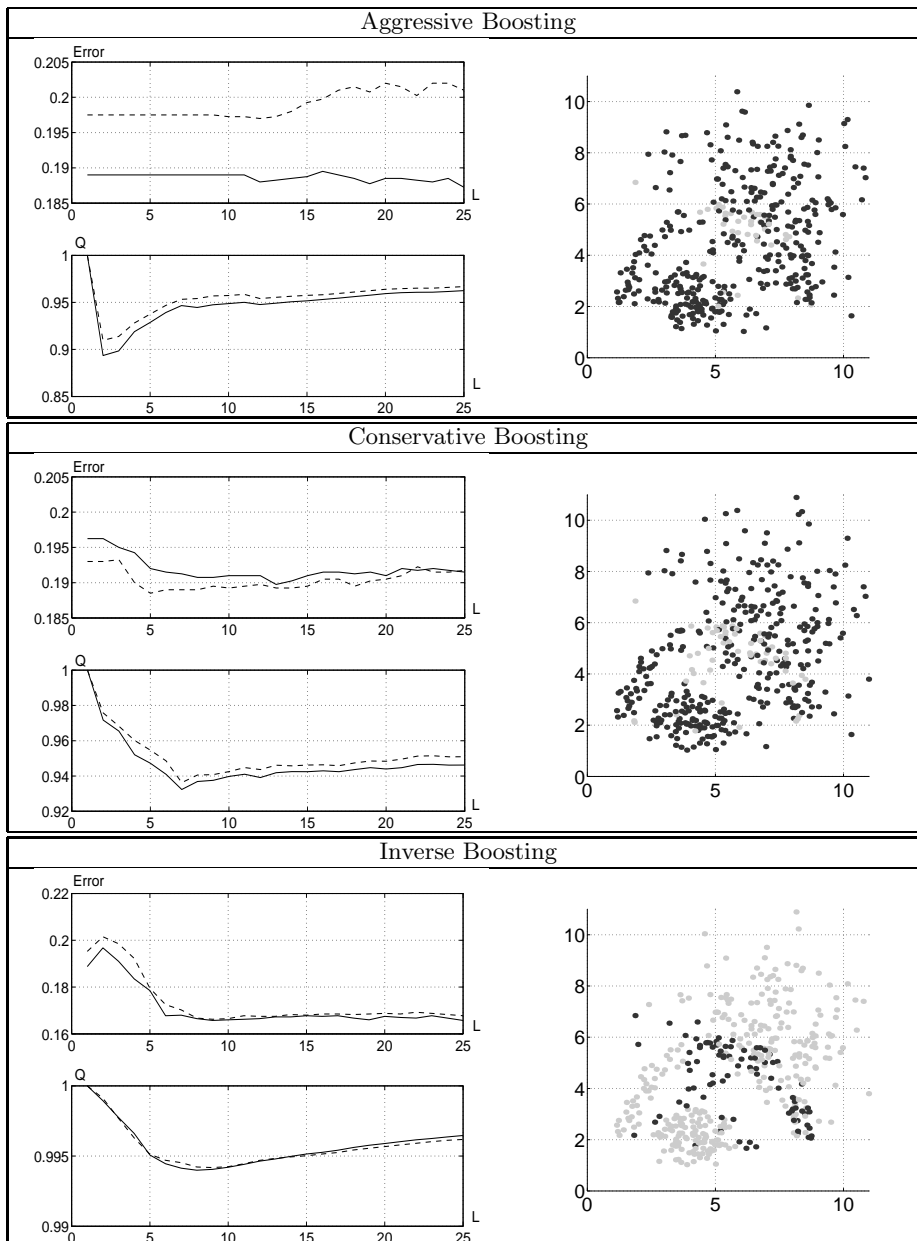 Aggressive Boosting
Error
0.205
0.2
0.195
0.19
0.185
0 5 10 15 20 25
L
Q
1
0.95
0.9
0.85
0 5 10 15 20 25
L
10
8
6
4
2
0
0 5 10
Conservative Boosting
Error
0.205
0.2
0.195
0.19
0.185
0 5 10 15 20 25
L
Q
1
0.98
0.96
0.94
0.92
0 5 10 15 20 25
L
10
8
6
4
2
0
0 5 10
Inverse Boosting
Error
0.22
0.2
0.18
0.16
0 5 10 15 20 25
L
Q
1
0.995
0.99
0 5 10 15 20 25
L
10
8
6
4
2
0
0 5 10